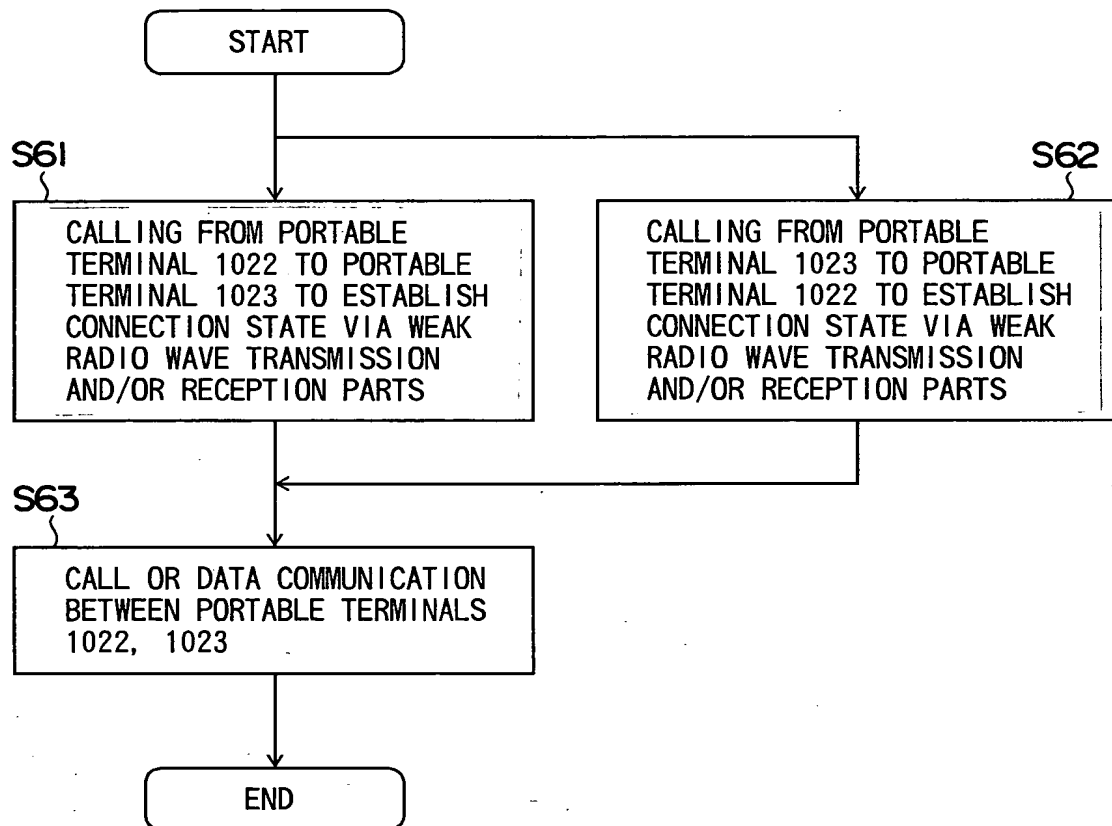 START
S61
CALLING FROM PORTABLE
TERMINAL 1022 TO PORTABLE
TERMINAL 1023 TO ESTABLISH
CONNECTION STATE VIA WEAK
RADIO WAVE TRANSMISSION
AND/OR RECEPTION PARTS
S62
CALLING FROM PORTABLE
TERMINAL 1023 TO PORTABLE
TERMINAL 1022 TO ESTABLISH
CONNECTION STATE VIA WEAK
RADIO WAVE TRANSMISSION
AND/OR RECEPTION PARTS
S63
CALL OR DATA COMMUNICATION
BETWEEN PORTABLE TERMINALS
1022, 1023
END